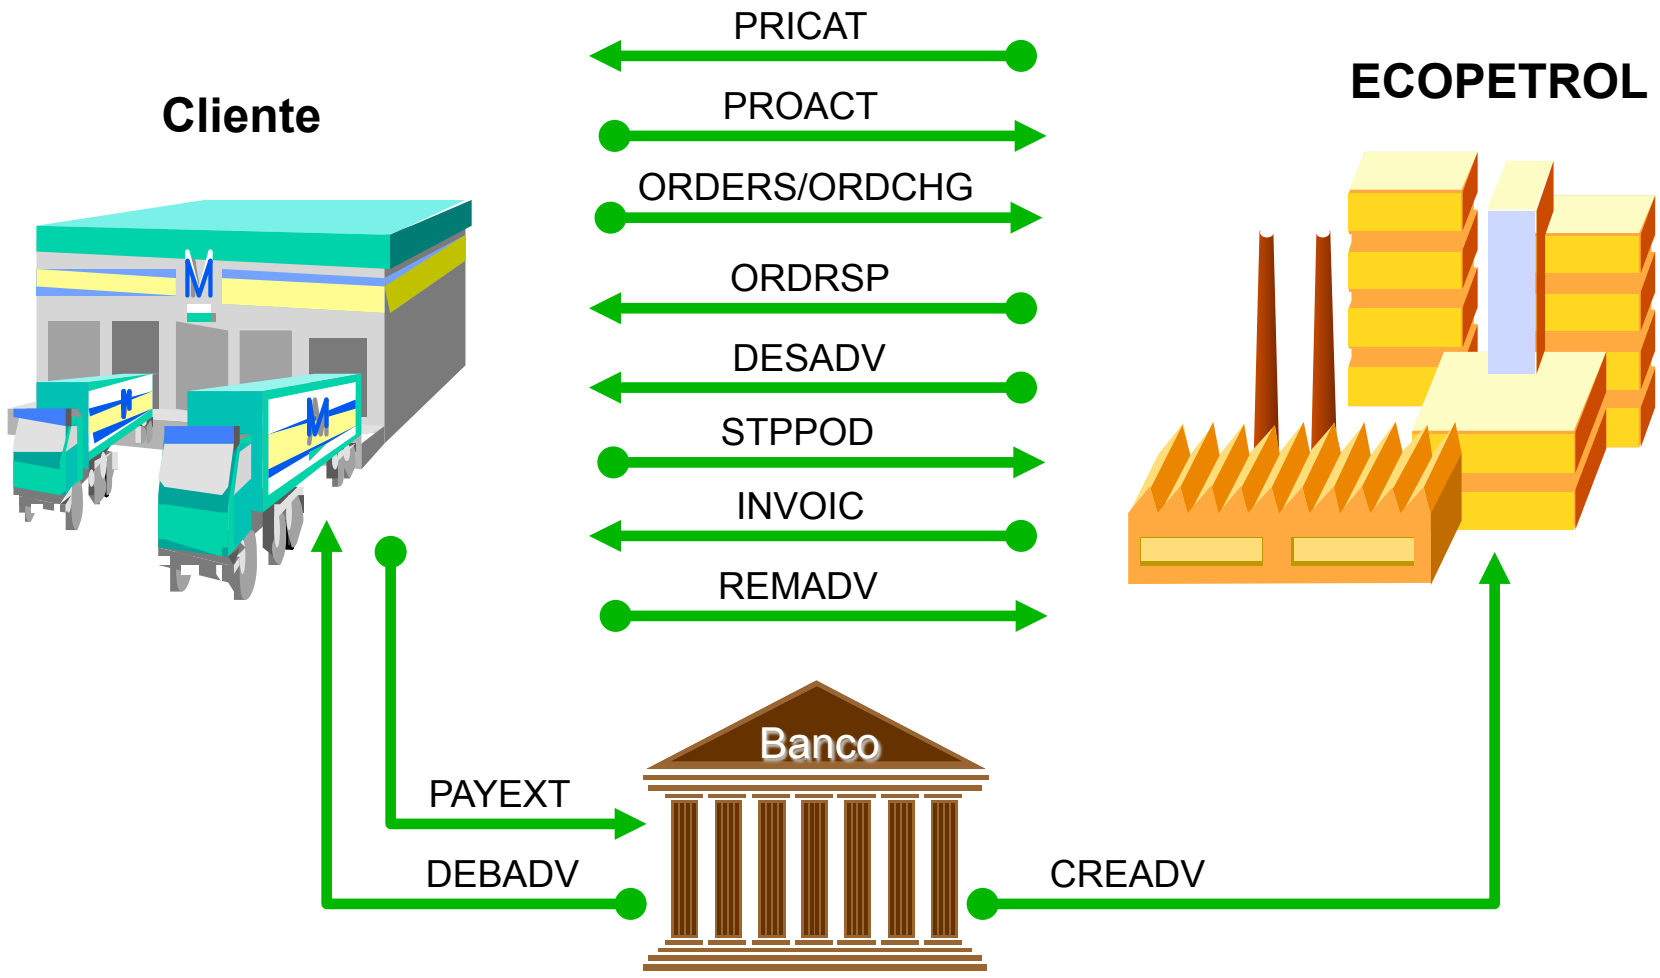 PRICAT
ECOPETROL
Cliente
PROACT
ORDERS/ORDCHG
M
ORDRSP
DESADV
M
M
STPPOD
INVOIC
REMADV
Banco
PAYEXT
DEBADV
CREADV